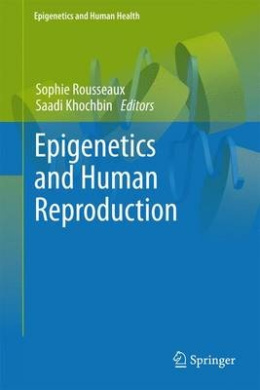 Epigenetics and Human Health
Sophie Rousseaux
Saadi Khochbin Editors
Epigenetics
and Human
Reproduction
Springer